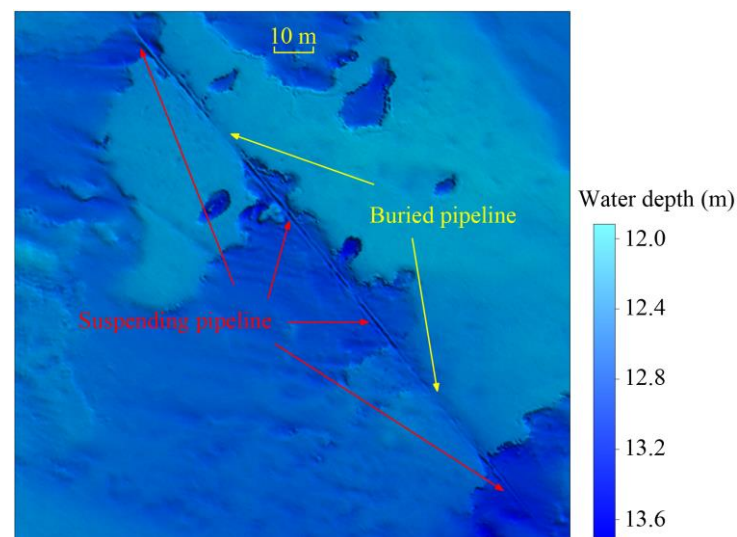 10 m
Buried pipeline
Suspending pipeline
Water depth (m)
12.0
12.4
12.8
13.2
13.6